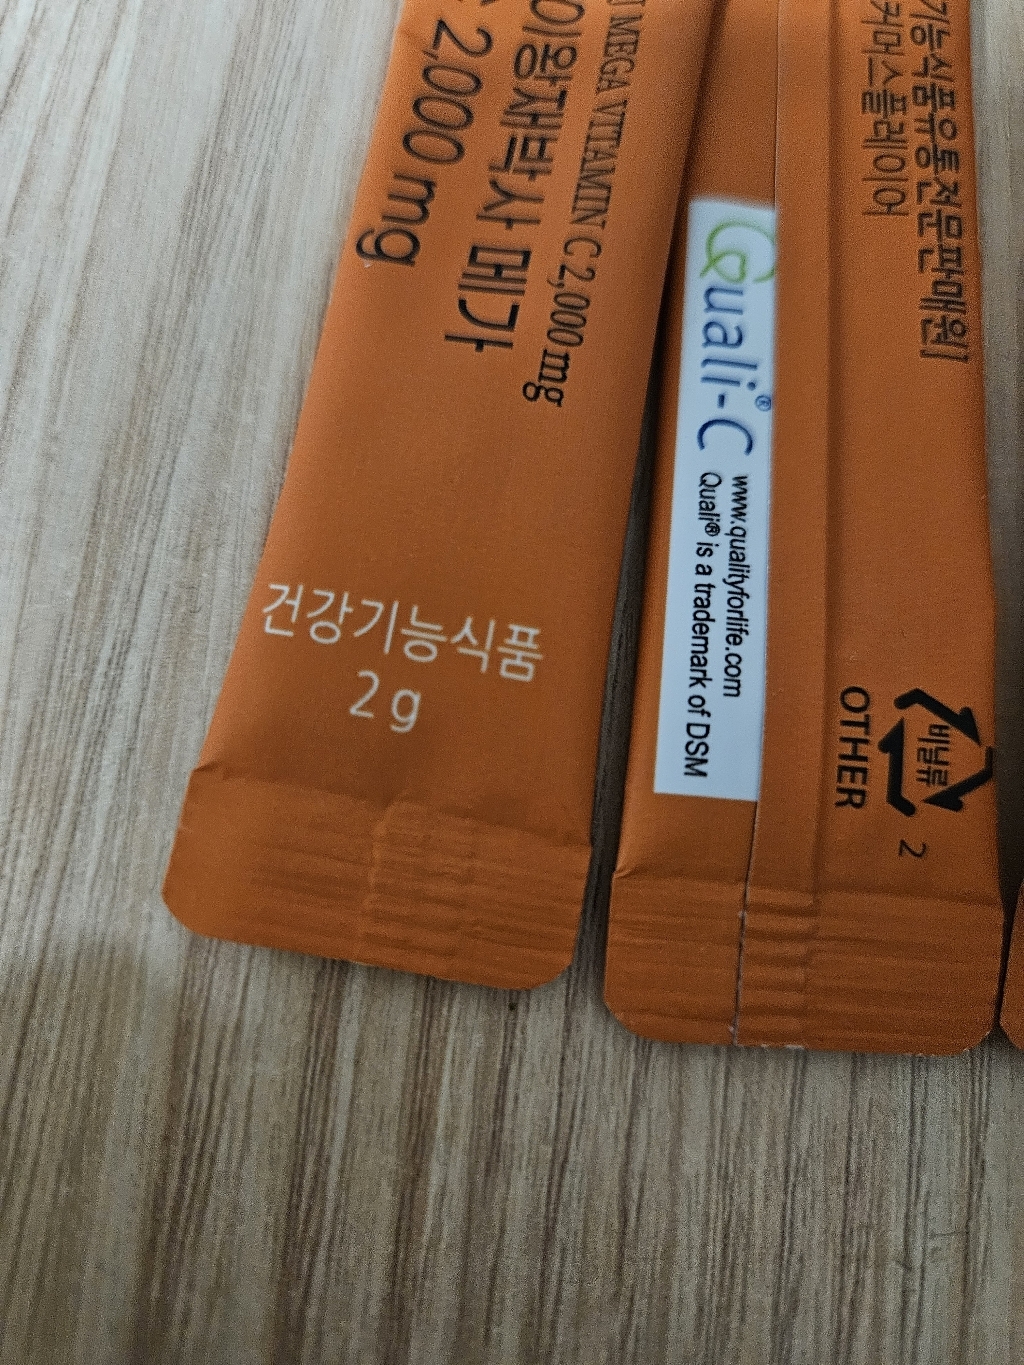 MEGA VITAMIN C 2,000 mg
이왕재박사 메가
2,000 mg
건강기능식품
2 g
Quali-C®
www.qualityforlife.com
Quali® is a trademark of DSM
기능식품유통전문판매원]
커머스플레이어
비닐류
OTHER
2